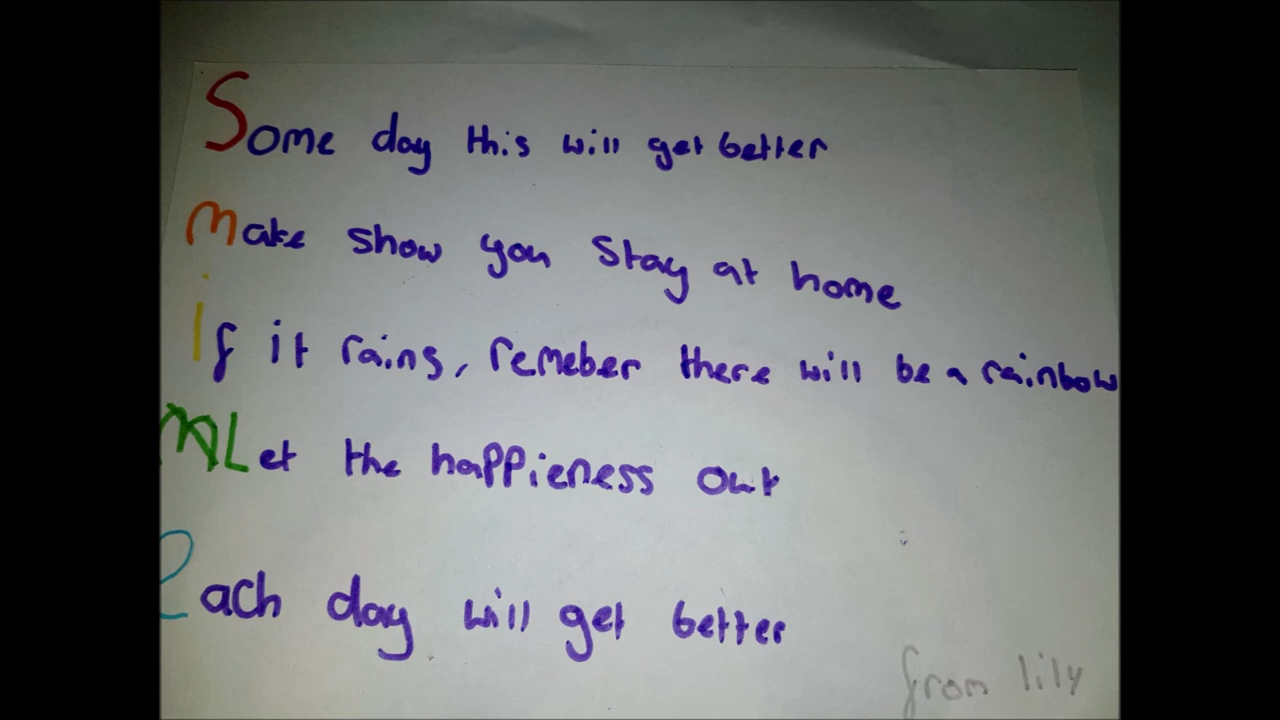 Some day this will get better
Make show you stay at home
If it rains, remeber there will be a rainbow
Let the happieness out
Each day will get better
from lily